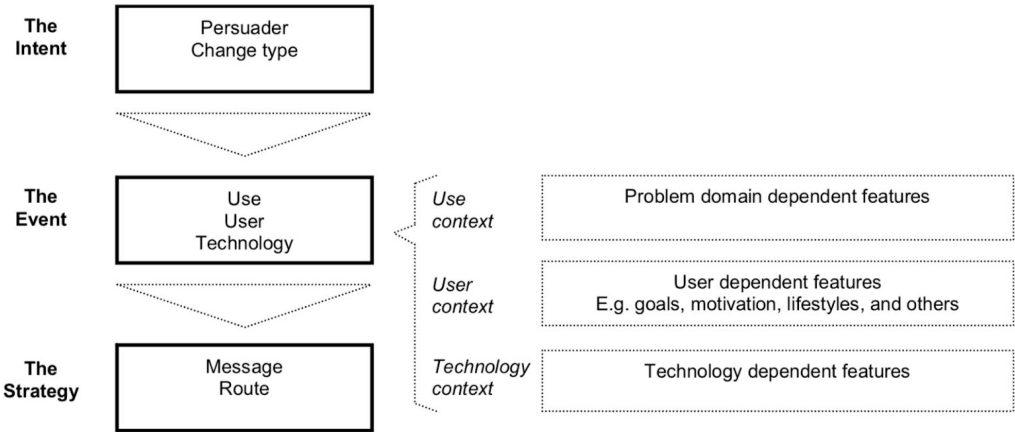 The
Intent
Persuader
Change type
The
Event
Use
User
Technology
Use
context
Problem domain dependent features
User
context
User dependent features
E.g. goals, motivation, lifestyles, and others
The
Strategy
Message
Route
Technology
context
Technology dependent features